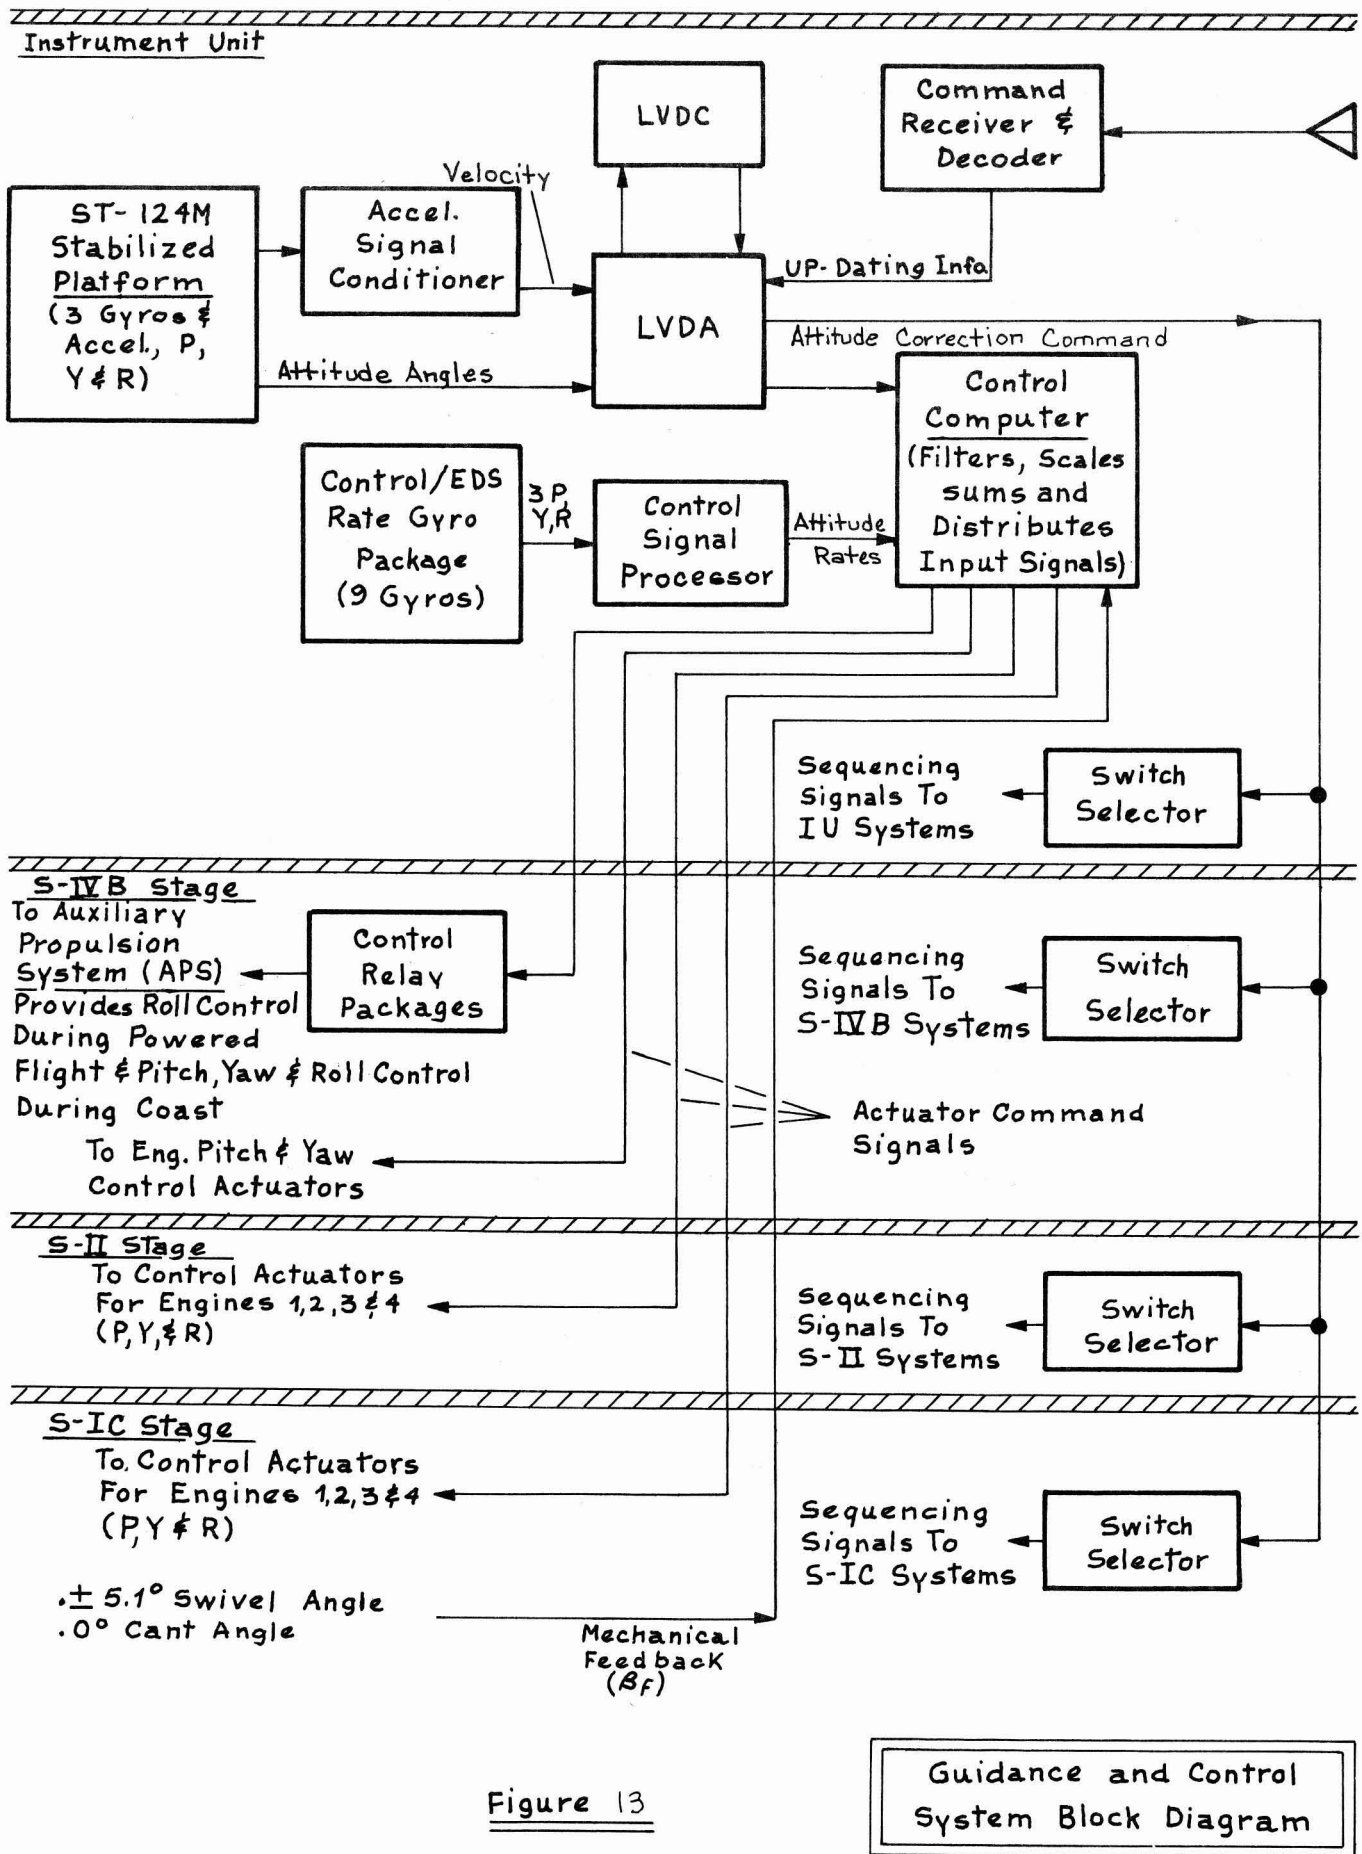 Instrument Unit
LVDC
Command
Receiver &
Decoder
Velocity
ST-124M
Stabilized
Platform
(3 Gyros &
Accel., P,
Y & R)
Accel.
Signal
Conditioner
UP-Dating Info
LVDA
Attitude Correction Command
Attitude Angles
Control
Computer
(Filters, Scales
sums and
Distributes
Input Signals)
Control/EDS
Rate Gyro
Package
(9 Gyros)
3 P,
Y,R
Control
Signal
Processor
Attitude
Rates
Sequencing
Signals To
IU Systems
Switch
Selector
S-IVB Stage
To Auxiliary
Propulsion
System (APS)
Provides Roll Control
During Powered
Flight & Pitch, Yaw & Roll Control
During Coast
Control
Relay
Packages
Sequencing
Signals To
S-IVB Systems
Switch
Selector
Actuator Command
Signals
To Eng. Pitch & Yaw
Control Actuators
S-II Stage
To Control Actuators
For Engines 1,2,3 & 4
(P,Y,& R)
Sequencing
Signals To
S-II Systems
Switch
Selector
S-IC Stage
To. Control Actuators
For Engines 1,2,3 & 4
(P,Y & R)
Sequencing
Signals To
S-IC Systems
Switch
Selector
.± 5.1° Swivel Angle
.0° Cant Angle
Mechanical
Feedback
(βF)
Figure 13
Guidance and Control
System Block Diagram